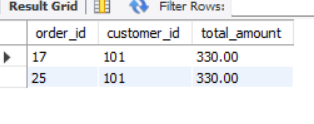 Result Grid Filter Rows:
order_id customer_id total_amount
17 101 330.00
25 101 330.00